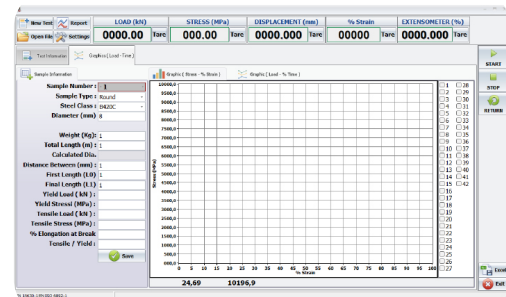 New Test Report LOAD (kN) STRESS (MPa) DISPLACEMENT (mm) % Strain EXTENSOMETER (%)
Open File Settings 0000.00 Tare 000.00 Tare 0000.000 Tare 00000 Tare 0000.000 Tare
Test Information Graphics (Load - Time)
START
STOP
RETURN
Sample Information
Sample Number : 1
Sample Type : Round
Steel Class : B420C
Diameter (mm) 8
Weight (Kg): 1
Total Length (m) : 1
Calculated Dia.
Distance Between (mm) : 1
First Length (L0) 1
Final Length (L1) 1
Yield Load ( kN ) :
Yield Stressl (MPa) :
Tensile Load ( kN ) :
Tensile Stress (MPa) :
% Elongation at Break
Tensile / Yield :
Save
Graphic ( Stress - % Strain ) Graphic ( Load - % Time )
Stress (MPa)
10000,0
9500,0
9000,0
8500,0
8000,0
7500,0
7000,0
6500,0
6000,0
5500,0
5000,0
4500,0
4000,0
3500,0
3000,0
2500,0
2000,0
1500,0
1000,0
500,0
000,0
0 5 10 15 20 25 30 35 40 45 50 55 60 65 70 75 80 85 90 95 100
% Strain
24,69 10196,9
1 28
2 29
3 30
4 31
5 32
6 33
7 34
8 35
9 36
10 37
11 38
12 39
13 40
14 41
15 42
16
17
18
19
20
21
22
23
24
25
26
27
Excel
Exit